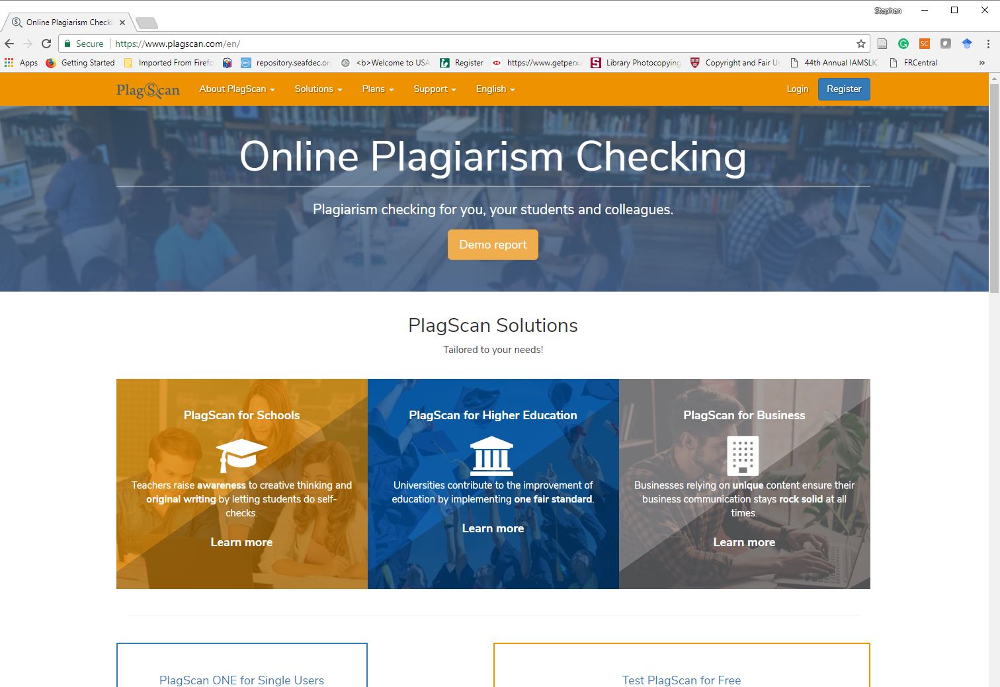 Stephen
Online Plagiarism Checki
Secure https://www.plagscan.com/en/
SC
Apps Getting Started Imported From Firefo repository.seafdec.or <b>Welcome to USA Register https://www.getperx. Library Photocopying Copyright and Fair Us 44th Annual IAMSLIC FRCentral »
PlagScan About PlagScan Solutions Plans Support English Login Register
Online Plagiarism Checking
Plagiarism checking for you, your students and colleagues.
Demo report
PlagScan Solutions
Tailored to your needs!
PlagScan for Schools
Teachers raise awareness to creative thinking and
original writing by letting students do self-
checks.
Learn more
PlagScan for Higher Education
Universities contribute to the improvement of
education by implementing one fair standard.
Learn more
PlagScan for Business
Businesses relying on unique content ensure their
business communication stays rock solid at all
times.
Learn more
PlagScan ONE for Single Users
Test PlagScan for Free